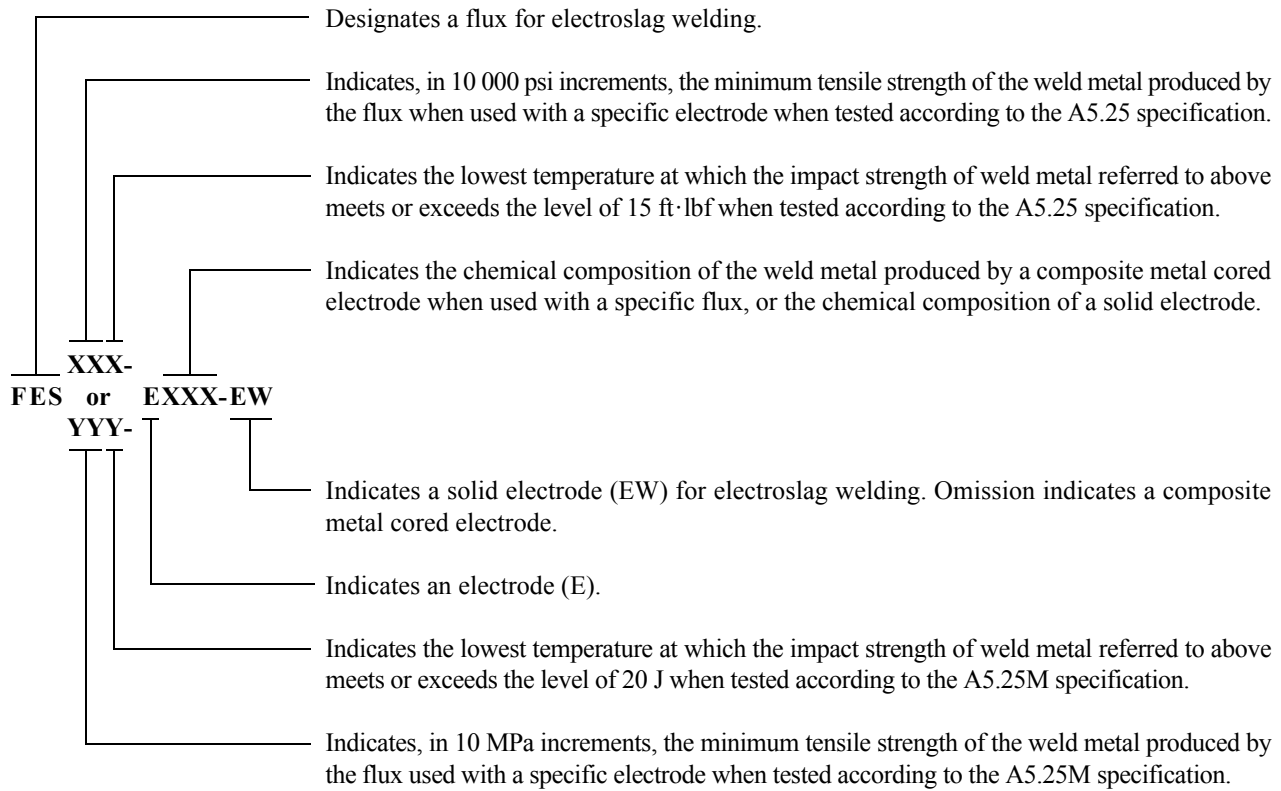 Designates a flux for electroslag welding.
Indicates, in 10 000 psi increments, the minimum tensile strength of the weld metal produced by
the flux when used with a specific electrode when tested according to the A5.25 specification.
Indicates the lowest temperature at which the impact strength of weld metal referred to above
meets or exceeds the level of 15 ft·lbf when tested according to the A5.25 specification.
Indicates the chemical composition of the weld metal produced by a composite metal cored
electrode when used with a specific flux, or the chemical composition of a solid electrode.
XXX-
FES or EXXX-EW
YYY-
Indicates a solid electrode (EW) for electroslag welding. Omission indicates a composite
metal cored electrode.
Indicates an electrode (E).
Indicates the lowest temperature at which the impact strength of weld metal referred to above
meets or exceeds the level of 20 J when tested according to the A5.25M specification.
Indicates, in 10 MPa increments, the minimum tensile strength of the weld metal produced by
the flux used with a specific electrode when tested according to the A5.25M specification.